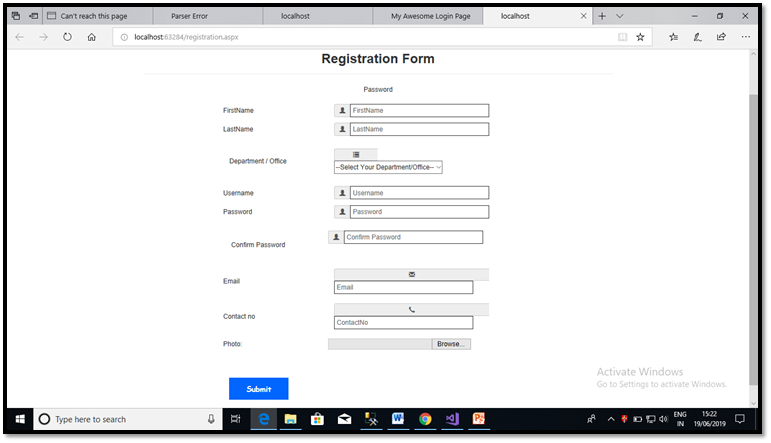 Can't reach this page
Parser Error
localhost
My Awesome Login Page
localhost
localhost:63284/registration.aspx
Registration Form
Password
FirstName FirstName
LastName LastName
Department / Office --Select Your Department/Office--
Username Username
Password Password
Confirm Password Confirm Password
Email Email
Contact no ContactNo
Photo: Browse...
Submit
Activate Windows
Go to Settings to activate Windows.
Type here to search
ENG 15:22
IN 19/06/2019